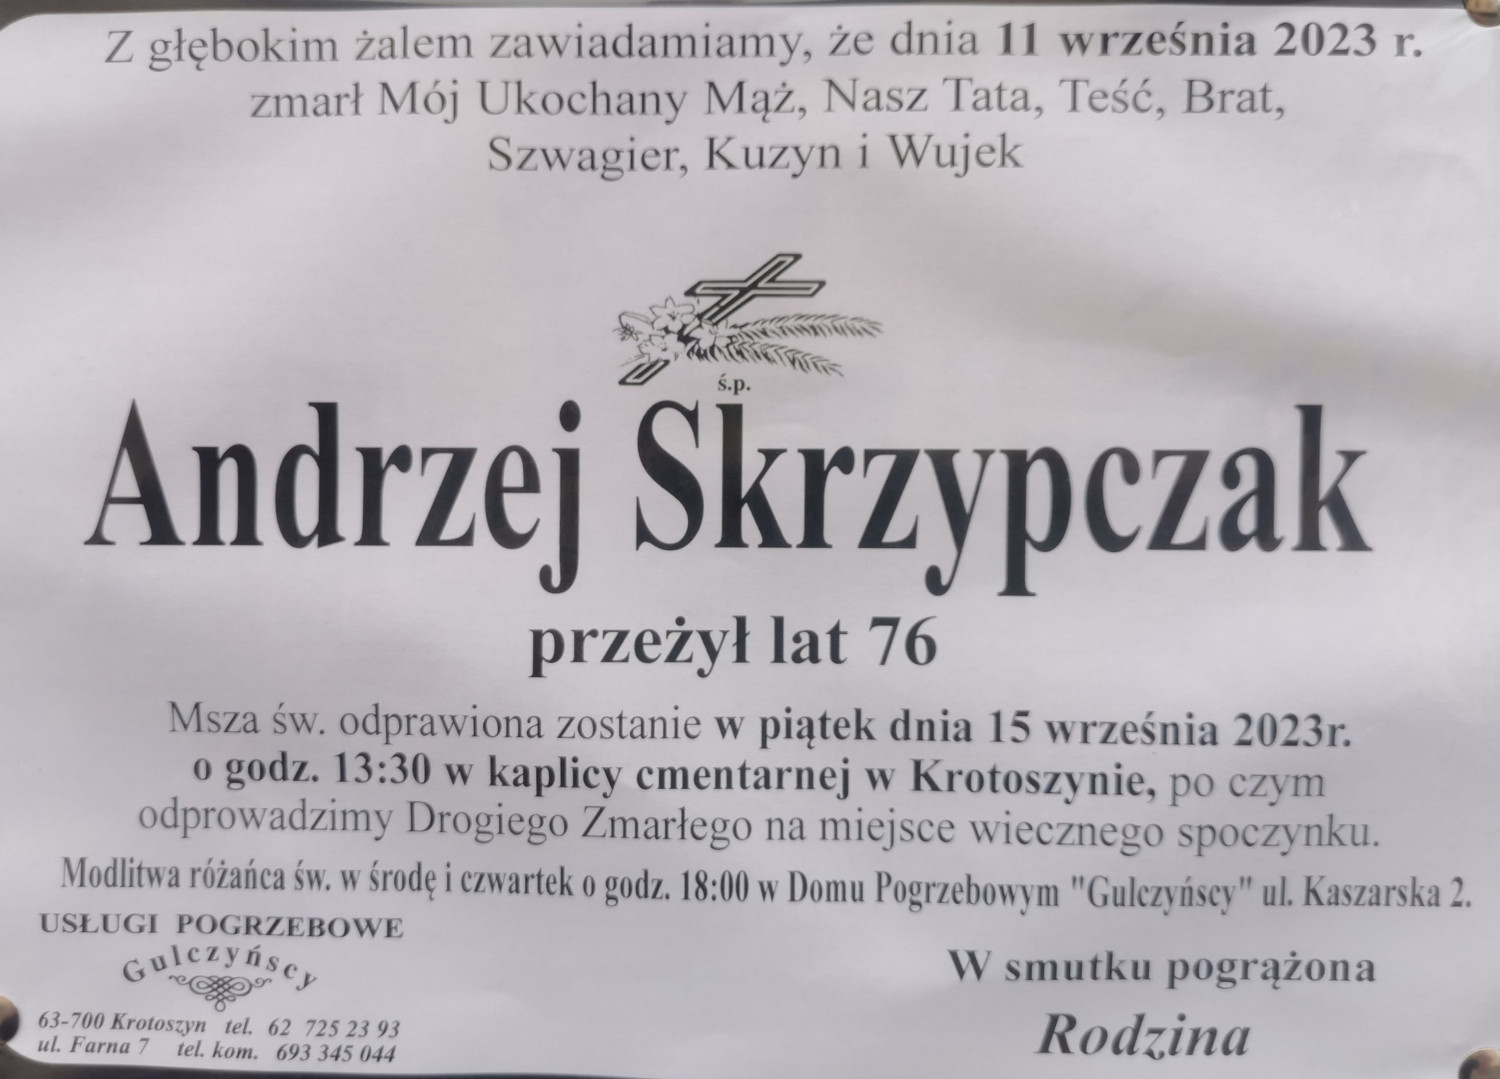 Z głębokim żalem zawiadamiamy, że dnia 11 września 2023 r.
zmarł Mój Ukochany Mąż, Nasz Tata, Teść, Brat,
Szwagier, Kuzyn i Wujek
ś.p.
Andrzej Skrzypczak
przeżył lat 76
Msza św. odprawiona zostanie w piątek dnia 15 września 2023r.
o godz. 13:30 w kaplicy cmentarnej w Krotoszynie, po czym
odprowadzimy Drogiego Zmarłego na miejsce wiecznego spoczynku.
Modlitwa różańca św. w środę i czwartek o godz. 18:00 w Domu Pogrzebowym "Gulczyńscy" ul. Kaszarska 2.
USŁUGI POGRZEBOWE
Gulczyńscy
63-700 Krotoszyn tel. 62 725 23 93
ul. Farna 7 tel. kom. 693 345 044
W smutku pogrążona
Rodzina